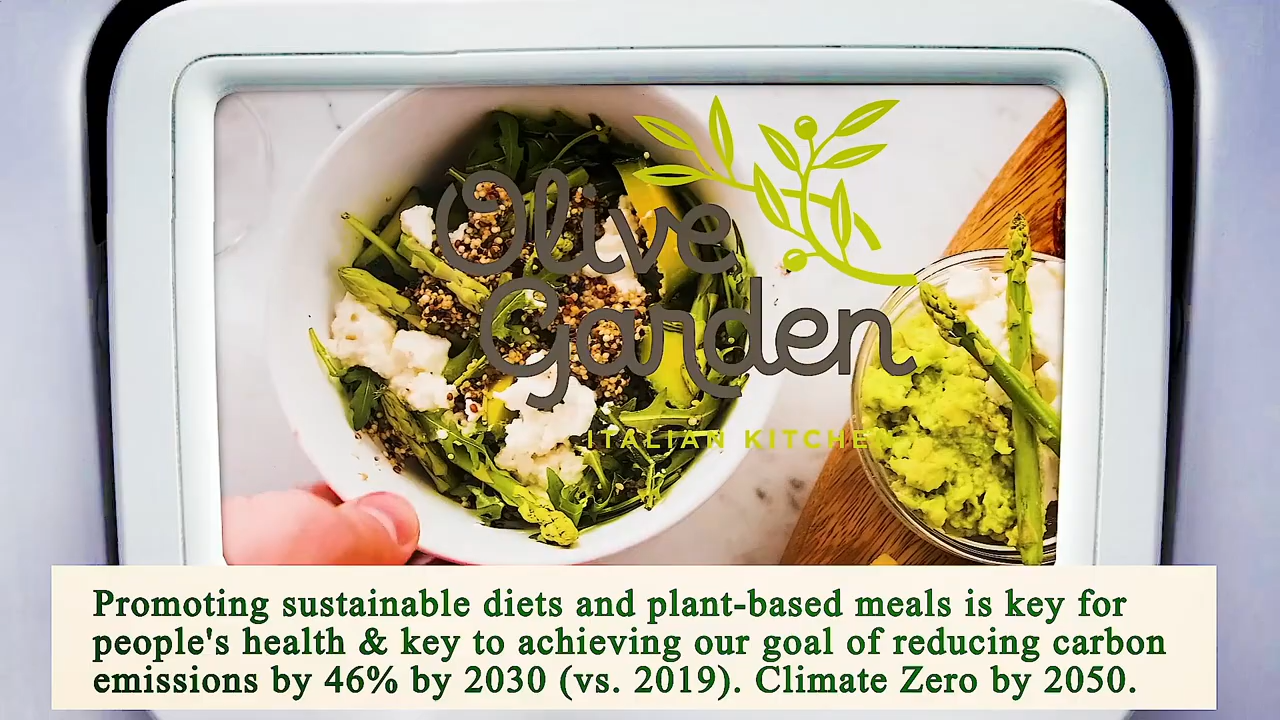 Olive
Garden
ITALIAN KITCHEN
Promoting sustainable diets and plant-based meals is key for
people's health & key to achieving our goal of reducing carbon
emissions by 46% by 2030 (vs. 2019). Climate Zero by 2050.